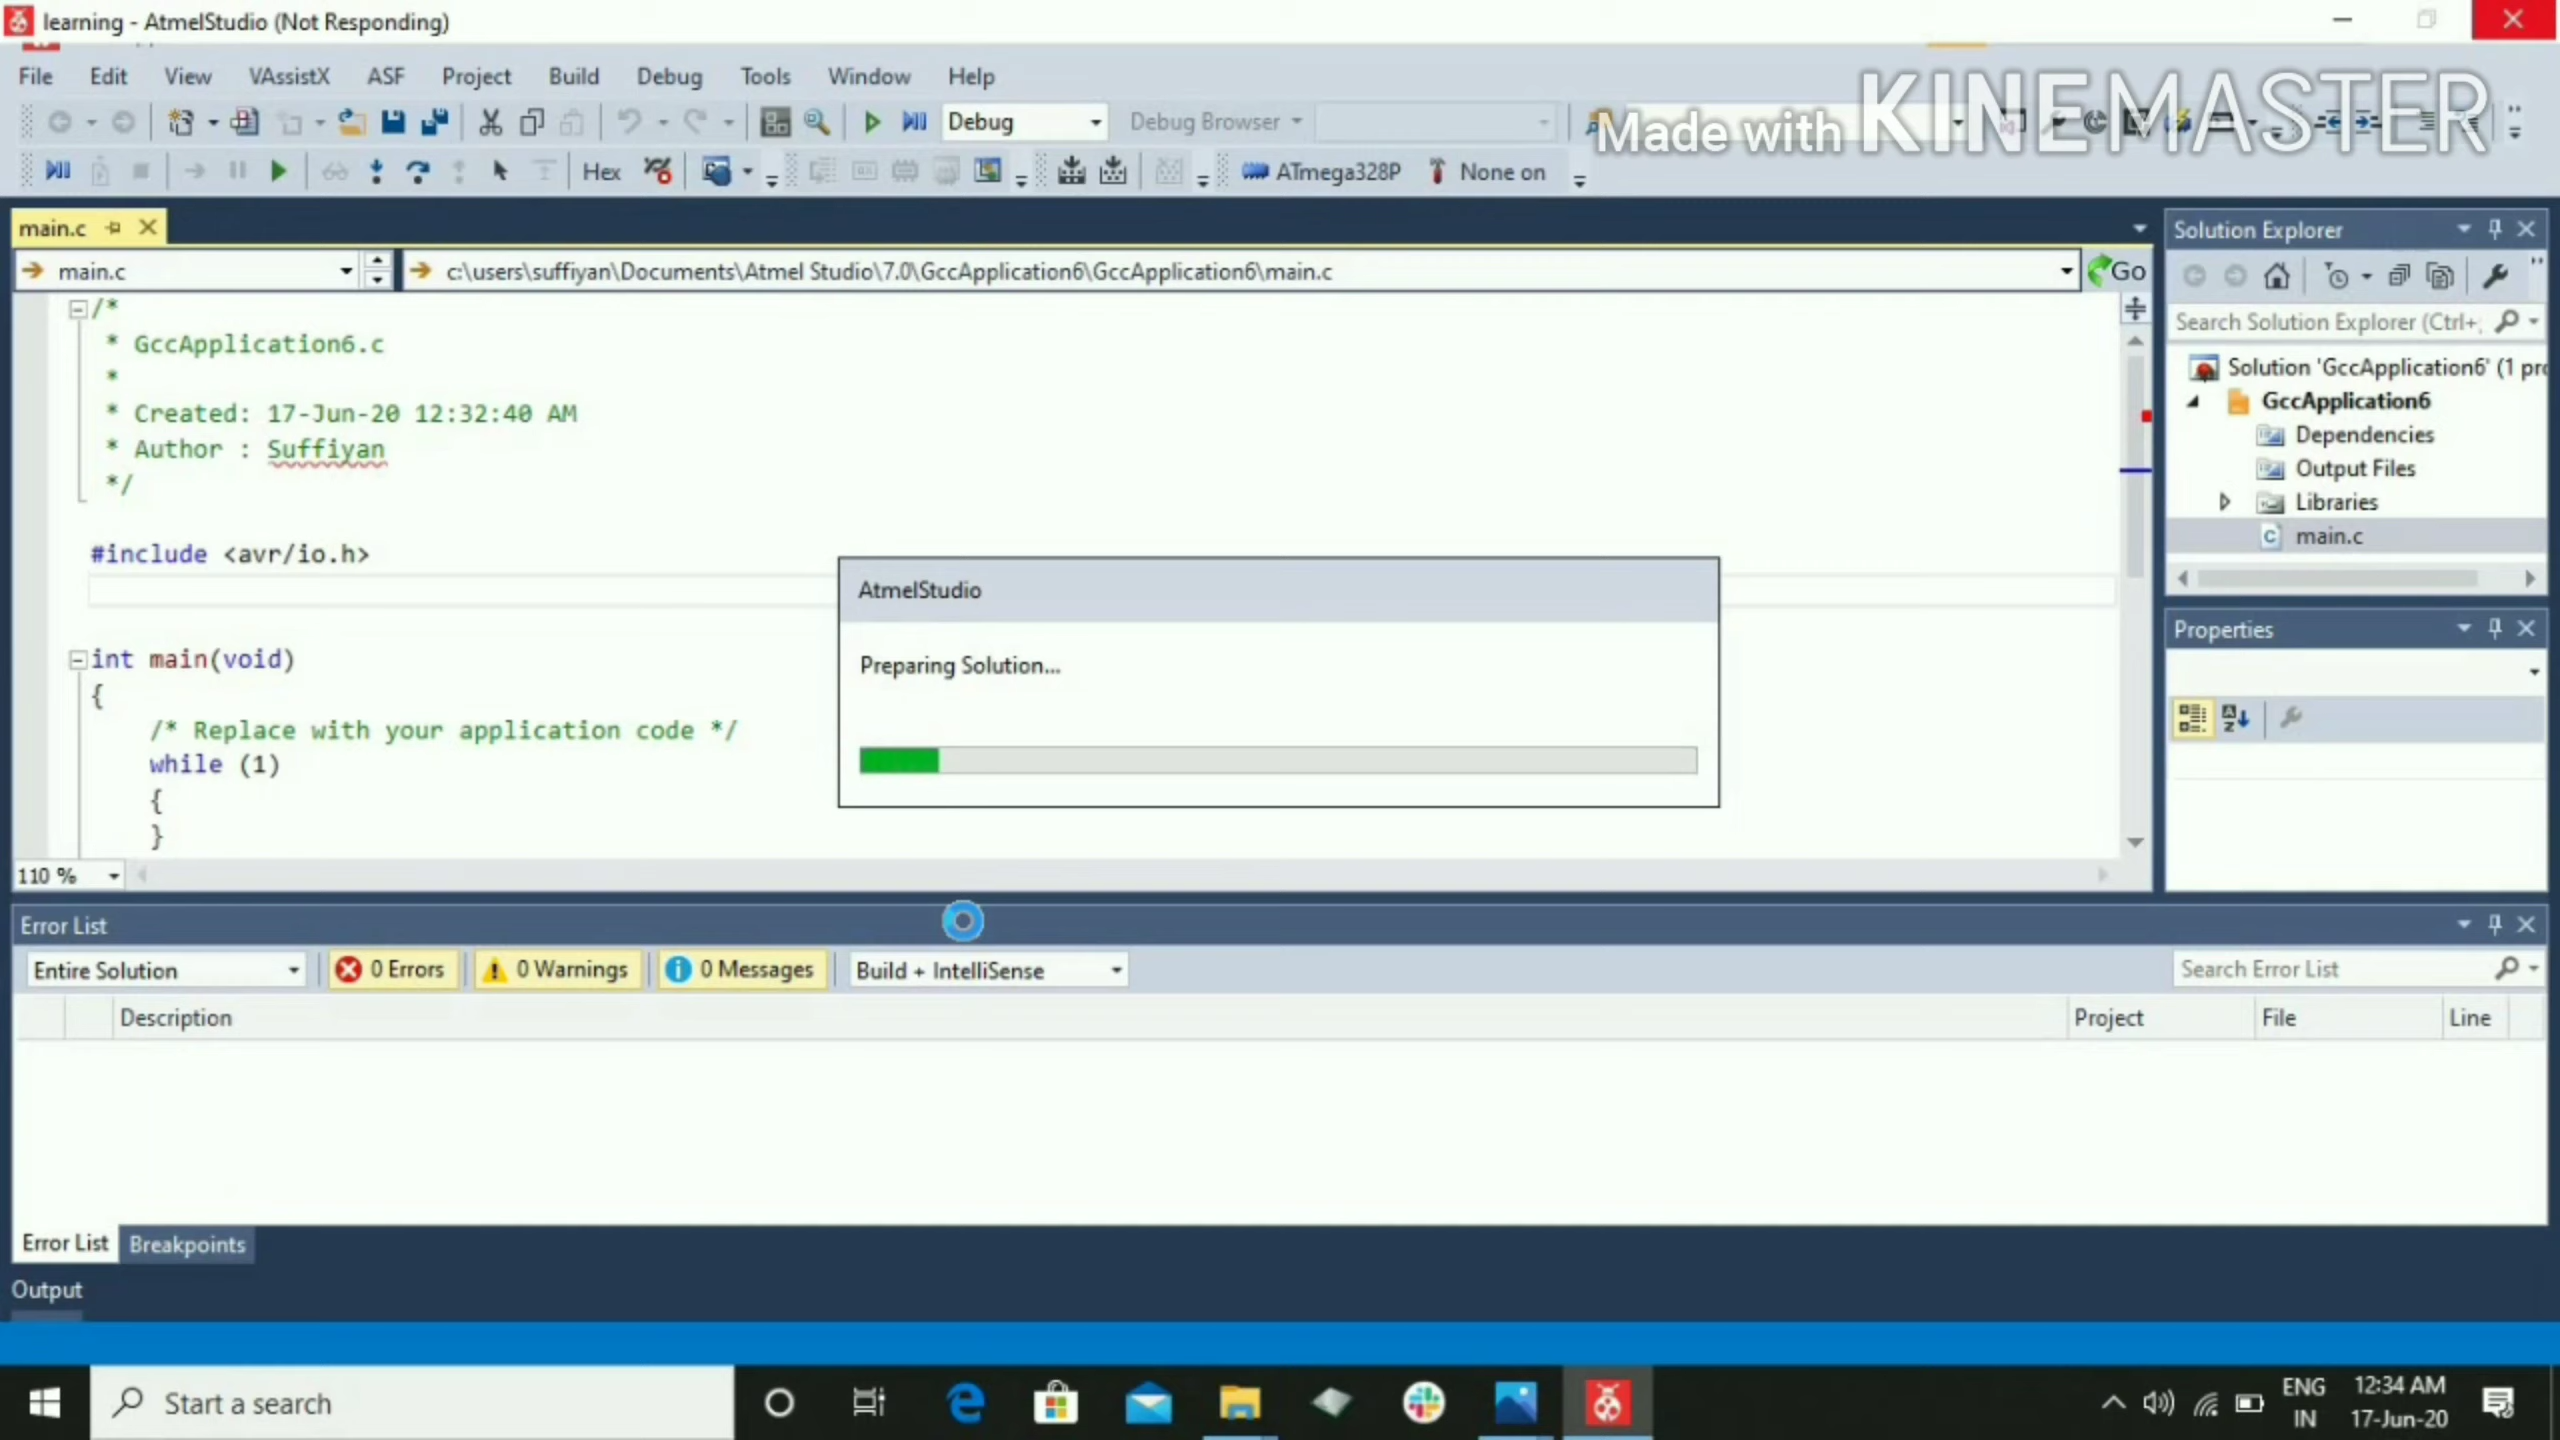 learning - AtmelStudio (Not Responding)
File Edit View VAssistX ASF Project Build Debug Tools Window Help
Made with KINEMASTER
Debug Debug Browser
Hex ATmega328P None on
main.c
main.c c:\users\suffiyan\Documents\Atmel Studio\7.0\GccApplication6\GccApplication6\main.c Go
/*
* GccApplication6.c
*
* Created: 17-Jun-20 12:32:40 AM
* Author : Suffiyan
*/
#include <avr/io.h>
int main(void)
{
/* Replace with your application code */
while (1)
{
}
110 %
AtmelStudio
Preparing Solution...
Solution Explorer
Search Solution Explorer (Ctrl+;
Solution 'GccApplication6' (1 pro
GccApplication6
Dependencies
Output Files
Libraries
main.c
Properties
Error List
Entire Solution 0 Errors 0 Warnings 0 Messages Build + IntelliSense Search Error List
Description Project File Line
Error List Breakpoints
Output
Start a search
ENG 12:34 AM
IN 17-Jun-20